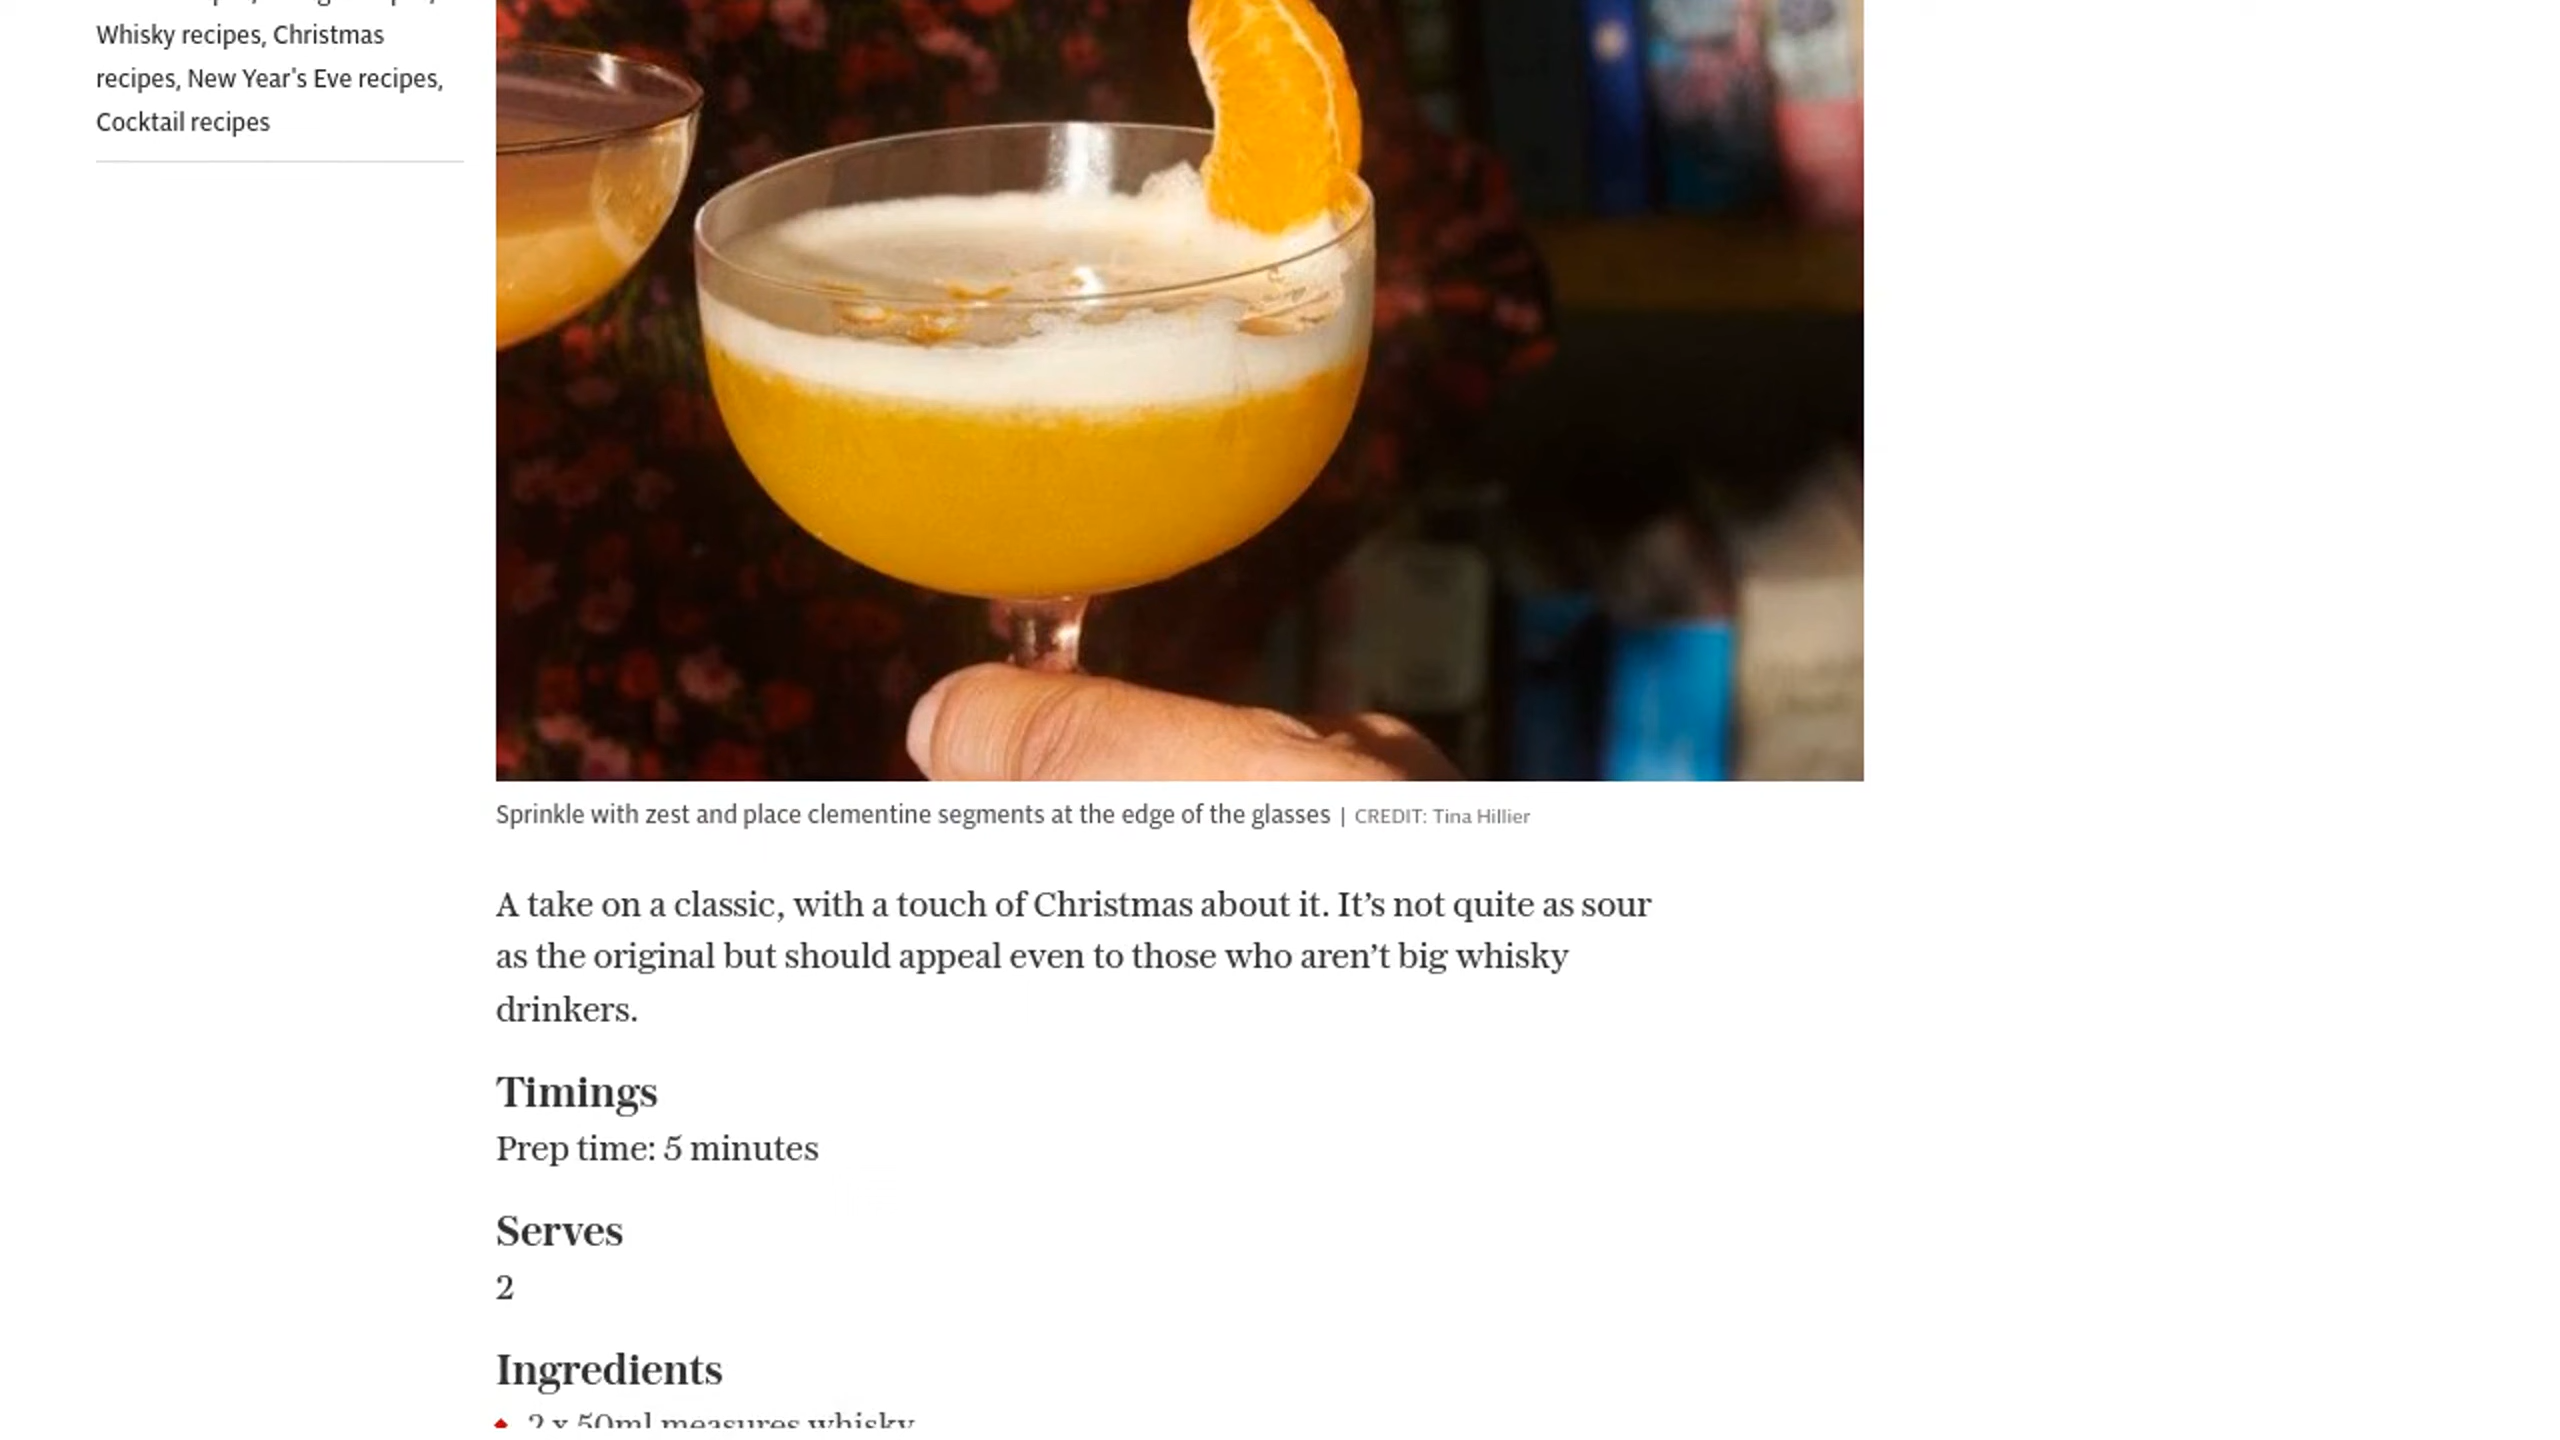 Whisky recipes, Christmas
recipes, New Year's Eve recipes,
Cocktail recipes
Sprinkle with zest and place clementine segments at the edge of the glasses | CREDIT: Tina Hillier
A take on a classic, with a touch of Christmas about it. It’s not quite as sour
as the original but should appeal even to those who aren’t big whisky
drinkers.
Timings
Prep time: 5 minutes
Serves
2
Ingredients
2 x 50ml measures whisky